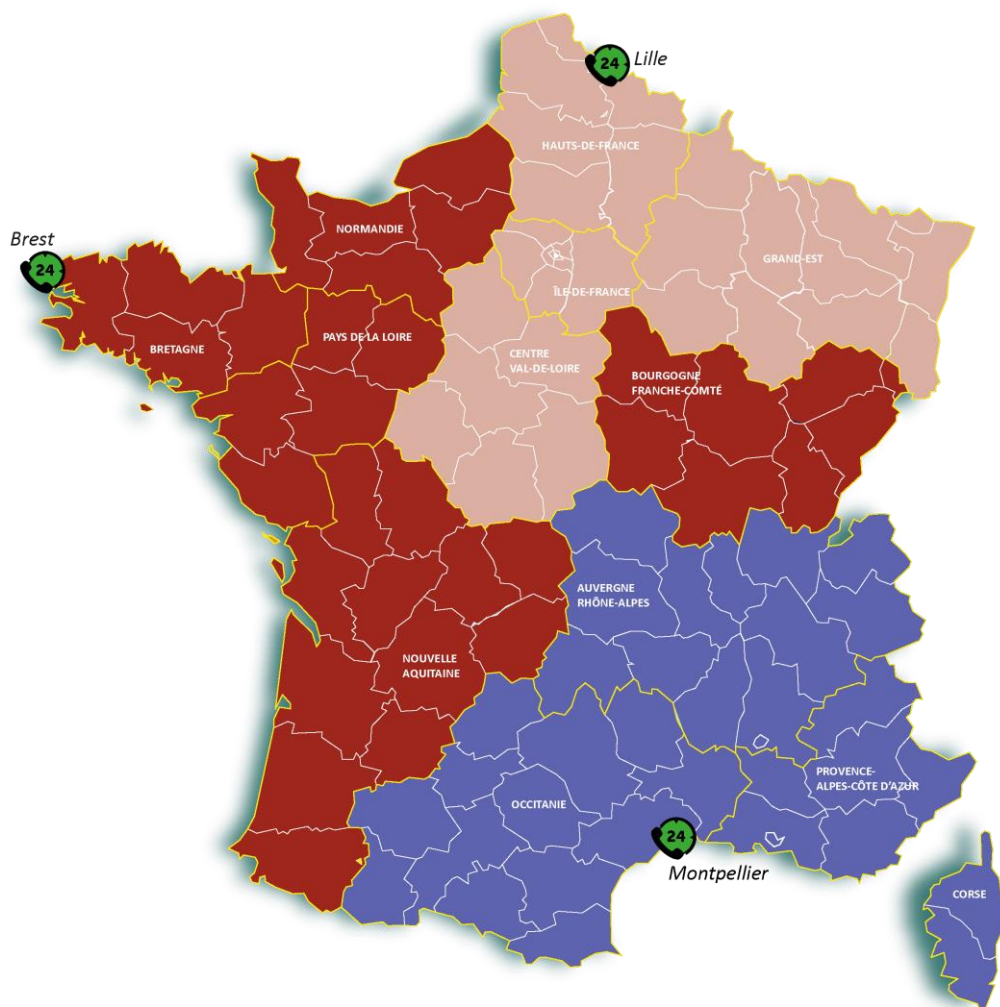 24
Lille
HAUTS-DE-FRANCE
NORMANDIE
Brest
24
GRAND-EST
ÎLE-DE-FRANCE
BRETAGNE
PAYS DE LA LOIRE
CENTRE
VAL-DE-LOIRE
BOURGOGNE
FRANCHE-COMTÉ
AUVERGNE
RHÔNE-ALPES
NOUVELLE
AQUITAINE
PROVENCE-
ALPES-CÔTE D'AZUR
OCCITANIE
24
Montpellier
CORSE